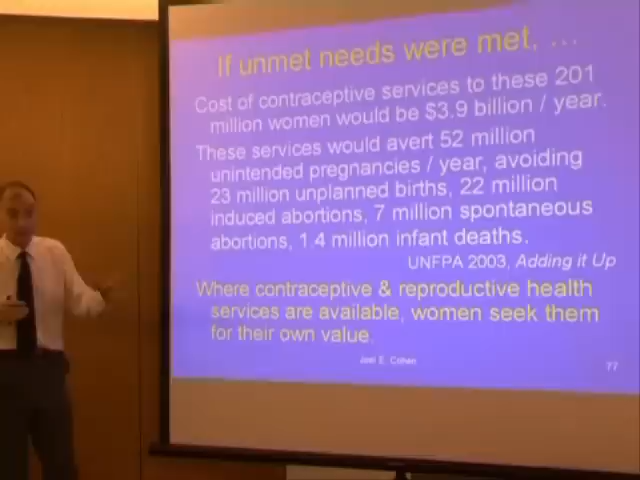 If unmet needs were met, …
Cost of contraceptive services to these 201
million women would be $3.9 billion / year.
These services would avert 52 million
unintended pregnancies / year, avoiding
23 million unplanned births, 22 million
induced abortions, 7 million spontaneous
abortions, 1.4 million infant deaths.
UNFPA 2003, Adding it Up
Where contraceptive & reproductive health
services are available, women seek them
for their own value.
Joel E. Cohen
77